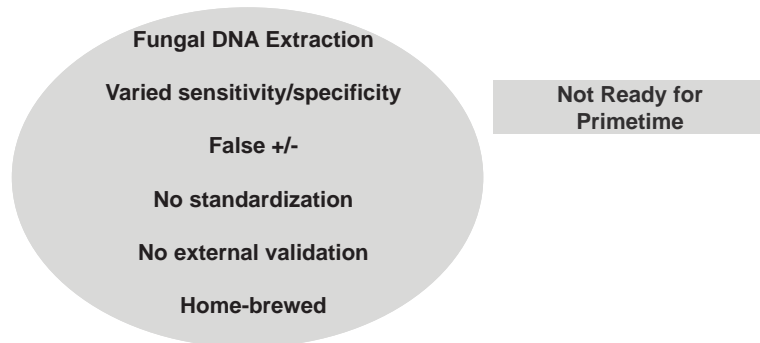 Fungal DNA Extraction
Varied sensitivity/specificity
False +/-
No standardization
No external validation
Home-brewed
Not Ready for
Primetime